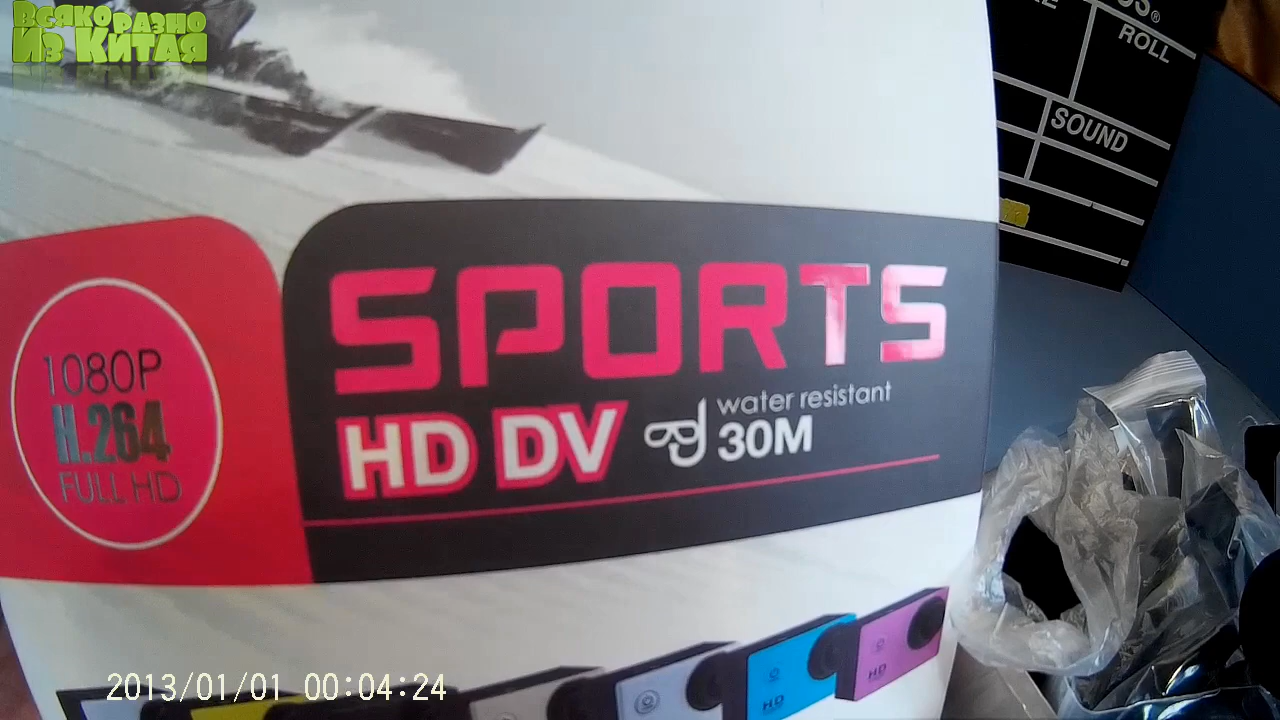 Всяко разно
Из Китая
ROLL
SOUND
SPORTS
1080P
H.264
FULL HD
HD DV
water resistant
30M
HD
HD
2013/01/01 00:04:24